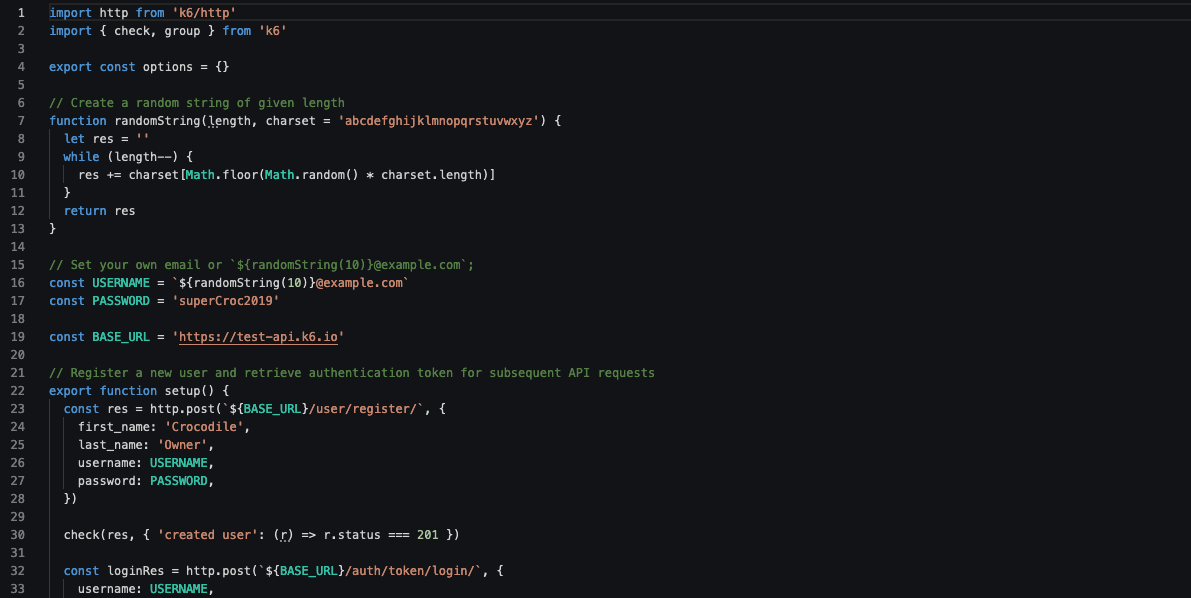 1 import http from 'k6/http'
2 import { check, group } from 'k6'
3
4 export const options = {}
5
6 // Create a random string of given length
7 function randomString(length, charset = 'abcdefghijklmnopqrstuvwxyz') {
8   let res = ''
9   while (length--) {
10     res += charset[Math.floor(Math.random() * charset.length)]
11   }
12   return res
13 }
14
15 // Set your own email or `${randomString(10)}@example.com`;
16 const USERNAME = `${randomString(10)}@example.com`
17 const PASSWORD = 'superCroc2019'
18
19 const BASE_URL = 'https://test-api.k6.io'
20
21 // Register a new user and retrieve authentication token for subsequent API requests
22 export function setup() {
23   const res = http.post(`${BASE_URL}/user/register/`, {
24     first_name: 'Crocodile',
25     last_name: 'Owner',
26     username: USERNAME,
27     password: PASSWORD,
28   })
29
30   check(res, { 'created user': (r) => r.status === 201 })
31
32   const loginRes = http.post(`${BASE_URL}/auth/token/login/`, {
33     username: USERNAME,